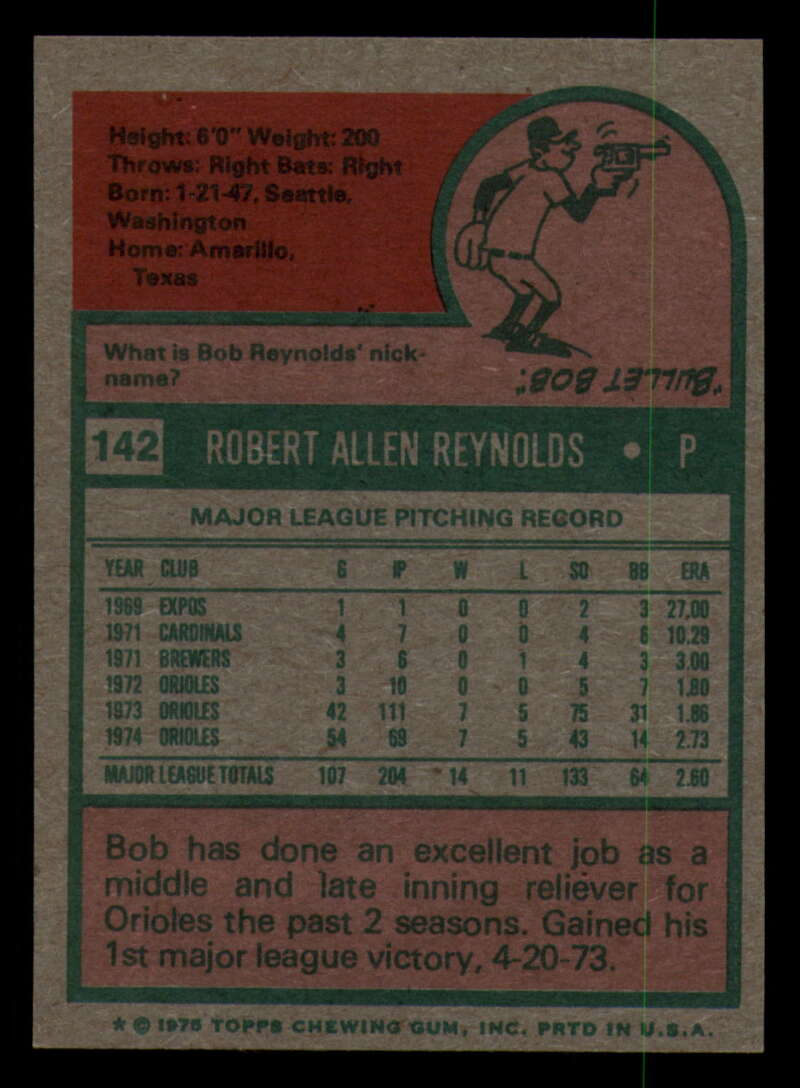 Height: 6'0" Weight: 200
Throws: Right Bats: Right
Born: 1-21-47, Seattle,
Washington
Home: Amarillo,
Texas
What is Bob Reynolds' nick-
name?
"BULLET BOB".
142 ROBERT ALLEN REYNOLDS • P
MAJOR LEAGUE PITCHING RECORD
YEAR CLUB G IP W L SO BB ERA
1969 EXPOS 1 1 0 0 2 3 27.00
1971 CARDINALS 4 7 0 0 4 6 10.29
1971 BREWERS 3 6 0 1 4 3 3.00
1972 ORIOLES 3 10 0 0 5 7 1.80
1973 ORIOLES 42 111 7 5 75 31 1.86
1974 ORIOLES 54 69 7 5 43 14 2.73
MAJOR LEAGUE TOTALS 107 204 14 11 133 64 2.60
Bob has done an excellent job as a
middle and late inning reliever for
Orioles the past 2 seasons. Gained his
1st major league victory, 4-20-73.
* © 1975 TOPPS CHEWING GUM, INC. PRTD IN U.S.A.